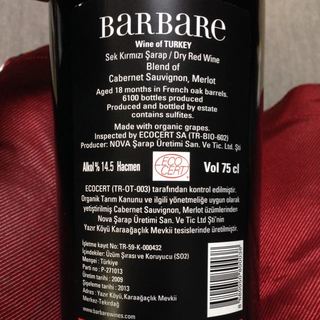 BARBARE
Wine of TURKEY
Sek Kırmızı Şarap / Dry Red Wine
Blend of
Cabernet Sauvignon, Merlot
Aged 18 months in French oak barrels.
6100 bottles produced
Produced and bottled by estate
contains sulfites.
Made with organic grapes.
Inspected by ECOCERT SA (TR-BIO-602)
Producer: NOVA Şarap Üretimi San. Ve Tic. Ltd. Şti
Alkol % 14.5 Hacmen
ECO
CERT
Vol 75 cl
ECOCERT (TR-OT-003) tarafından kontrol edilmiştir.
Organik Tarım Kanunu ve ilgili yönetmeliğe uygun olarak
yetiştirilmiş Cabernet Sauvignon, Merlot üzümlerinden
NOVA Şarap Üretimi San. Ve Tic Ltd Şti'nin
Yazır Köyü Karaağaçlık Mevkii tesislerinde üretilmiştir.
İşletme kayıt No: TR-59-K-000432
İçindekiler: Üzüm Şırası ve Koruyucu (SO2)
Menşei : Türkiye
Parti No : P-271013
Üretim tarihi : 2009
Şişeleme tarihi : 2013
Adres : Yazır Köyü, Karaağaçlık Mevkii
Merkez-Tekirdağ
www.barbarewines.com